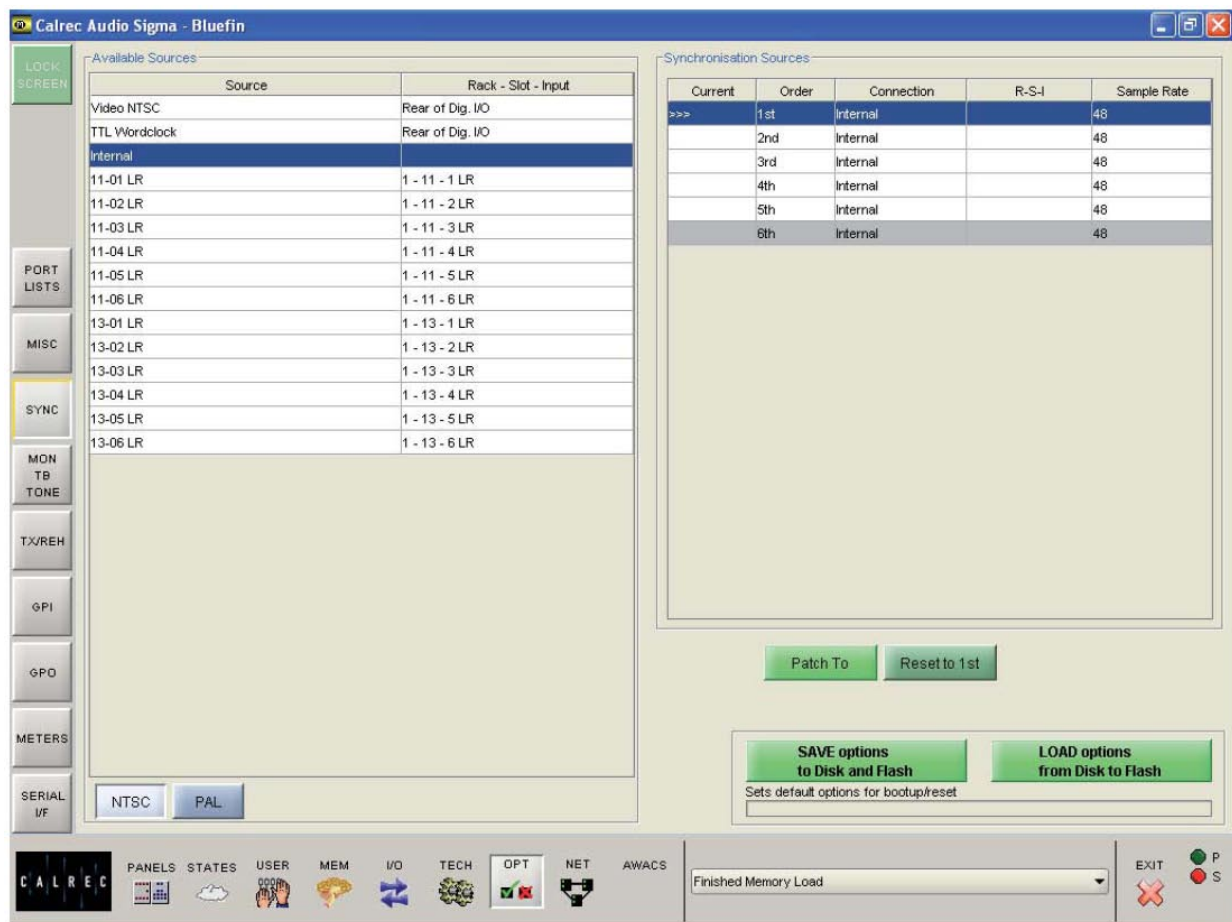 Calrec Audio Sigma - Bluefin
LOCK
SCREEN
PORT
LISTS
MISC
SYNC
MON
TB
TONE
TX/REH
GPI
GPO
METERS
SERIAL
I/F
Available Sources
Source Rack - Slot - Input
Video NTSC Rear of Dig. I/O
TTL Wordclock Rear of Dig. I/O
Internal
11-01 LR 1 - 11 - 1 LR
11-02 LR 1 - 11 - 2 LR
11-03 LR 1 - 11 - 3 LR
11-04 LR 1 - 11 - 4 LR
11-05 LR 1 - 11 - 5 LR
11-06 LR 1 - 11 - 6 LR
13-01 LR 1 - 13 - 1 LR
13-02 LR 1 - 13 - 2 LR
13-03 LR 1 - 13 - 3 LR
13-04 LR 1 - 13 - 4 LR
13-05 LR 1 - 13 - 5 LR
13-06 LR 1 - 13 - 6 LR
NTSC PAL
Synchronisation Sources
Current Order Connection R-S-I Sample Rate
>>> 1st Internal 48
2nd Internal 48
3rd Internal 48
4th Internal 48
5th Internal 48
6th Internal 48
Patch To Reset to 1st
SAVE options
to Disk and Flash
LOAD options
from Disk to Flash
Sets default options for bootup/reset
CALREC
PANELS STATES USER MEM I/O TECH OPT NET AWACS
Finished Memory Load
EXIT
P
S